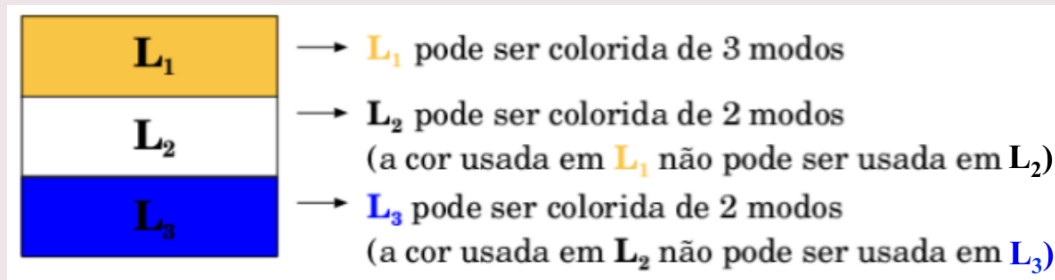 L₁ → L₁ pode ser colorida de 3 modos
L₂ → L₂ pode ser colorida de 2 modos
(a cor usada em L₁ não pode ser usada em L₂)
L₃ → L₃ pode ser colorida de 2 modos
(a cor usada em L₂ não pode ser usada em L₃)